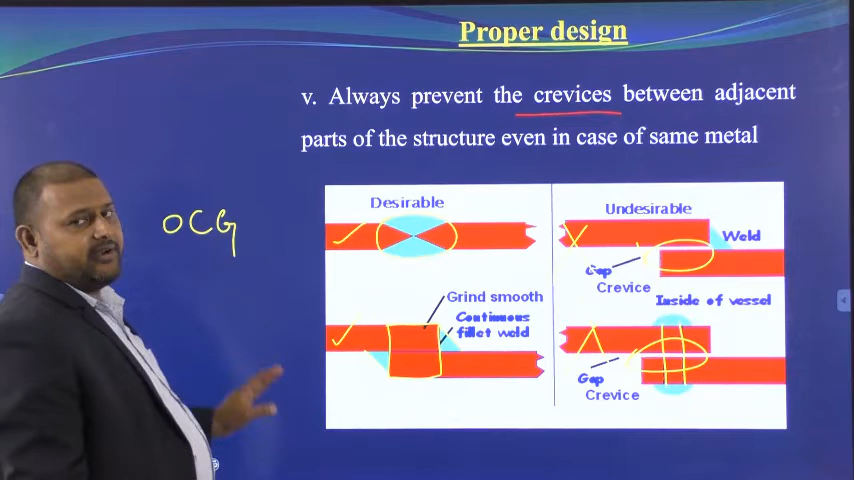 Proper design
v. Always prevent the crevices between adjacent
parts of the structure even in case of same metal
OCG
Desirable
Undesirable
Weld
Gap
Crevice
Grind smooth
Continuous
fillet weld
Inside of vessel
Gap
Crevice